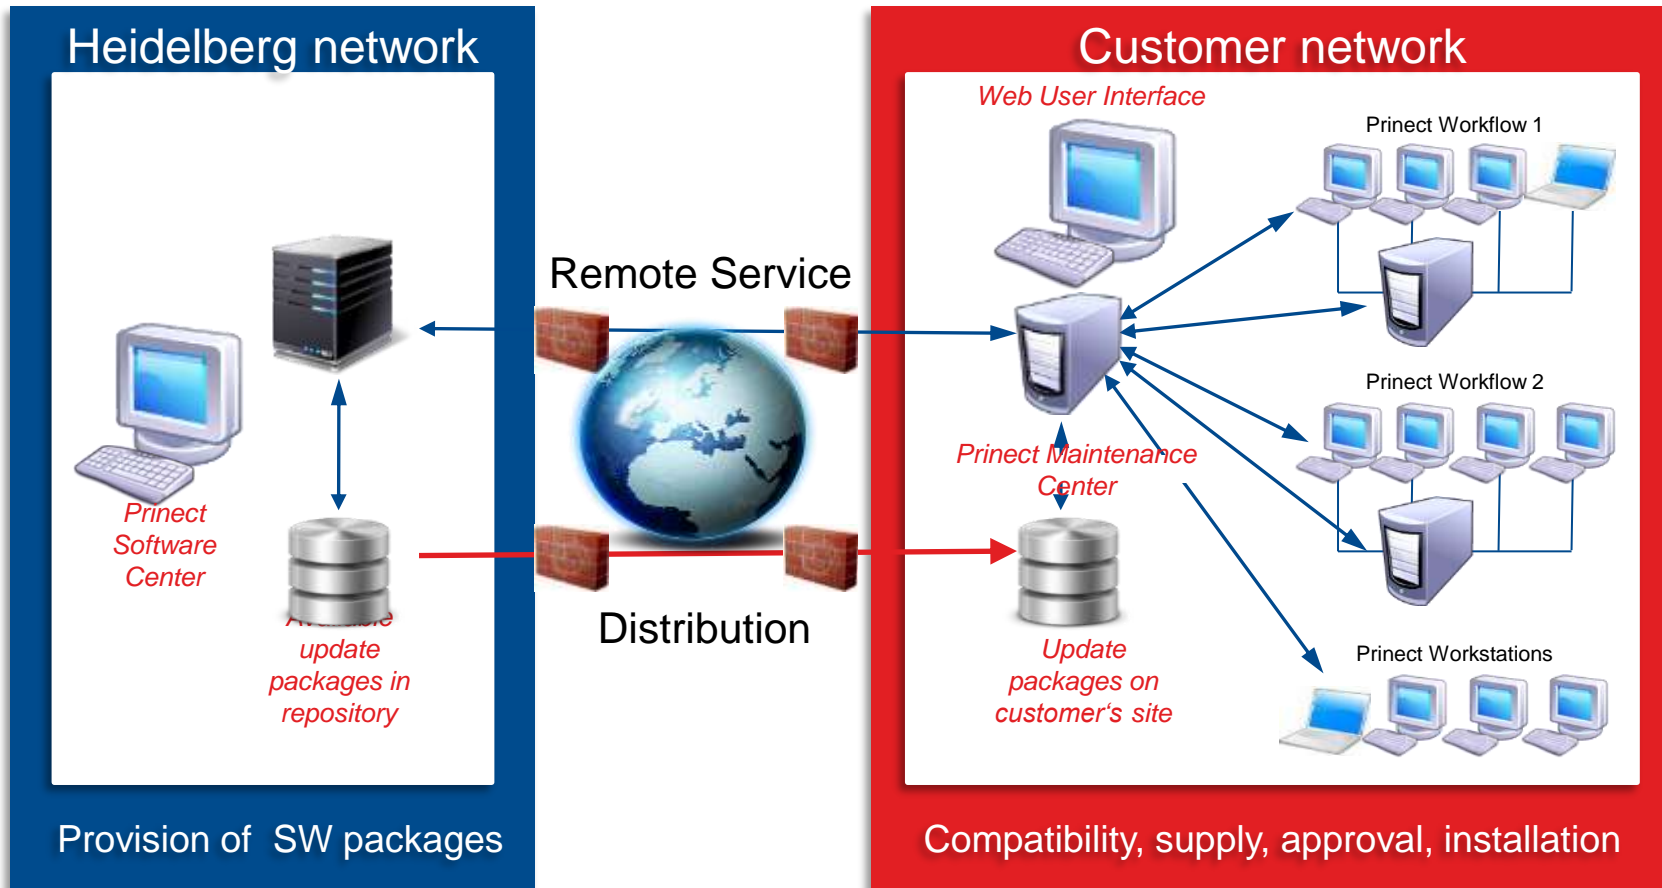 Heidelberg network
Prinect
Software
Center
Available
update
packages in
repository
Provision of  SW packages
Remote Service
Distribution
Customer network
Web User Interface
Prinect Maintenance
Center
Update
packages on
customer‘s site
Prinect Workflow 1
Prinect Workflow 2
Prinect Workstations
Compatibility, supply, approval, installation